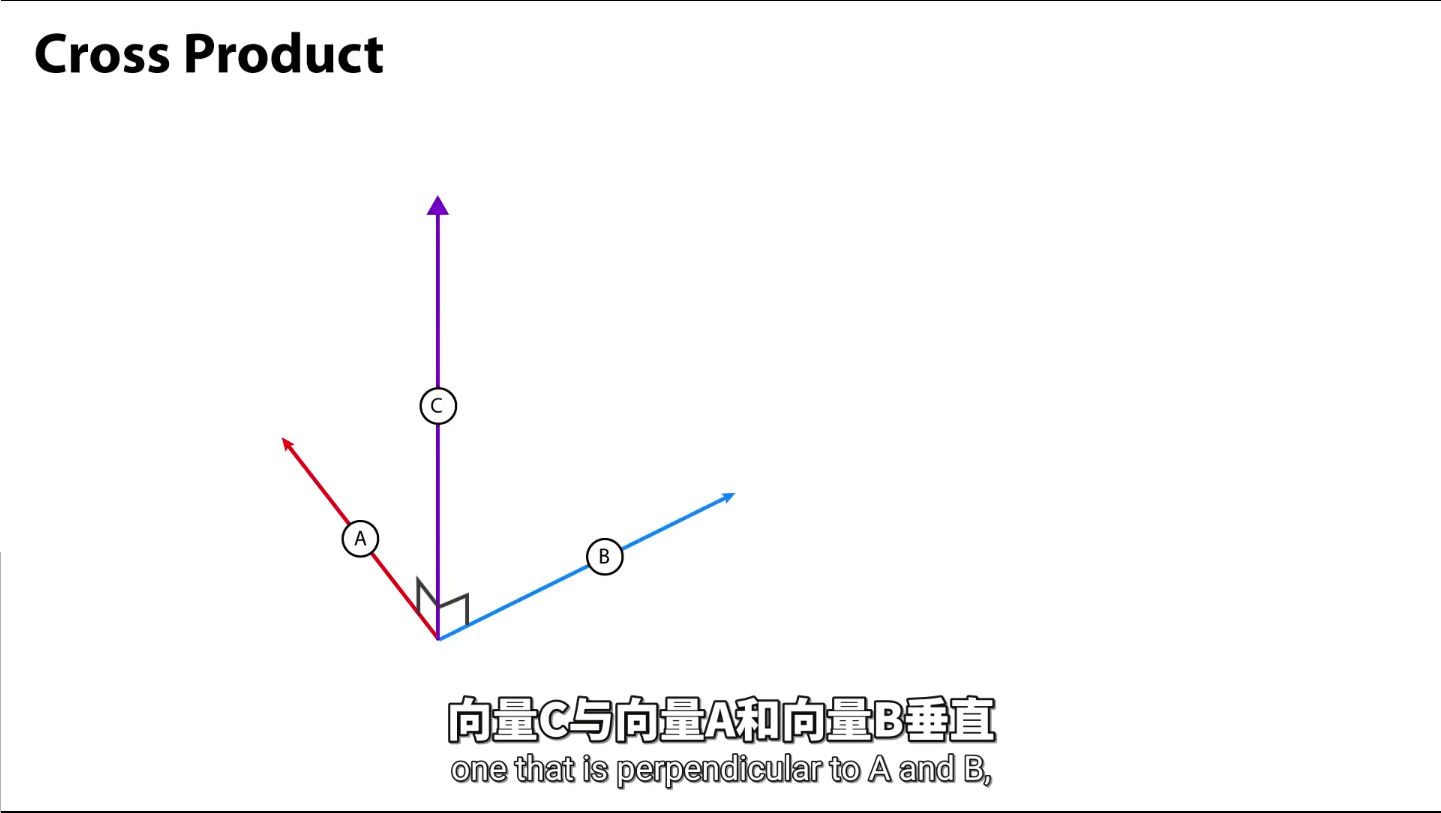 Cross Product
C
A
B
向量C与向量A和向量B垂直
one that is perpendicular to A and B,